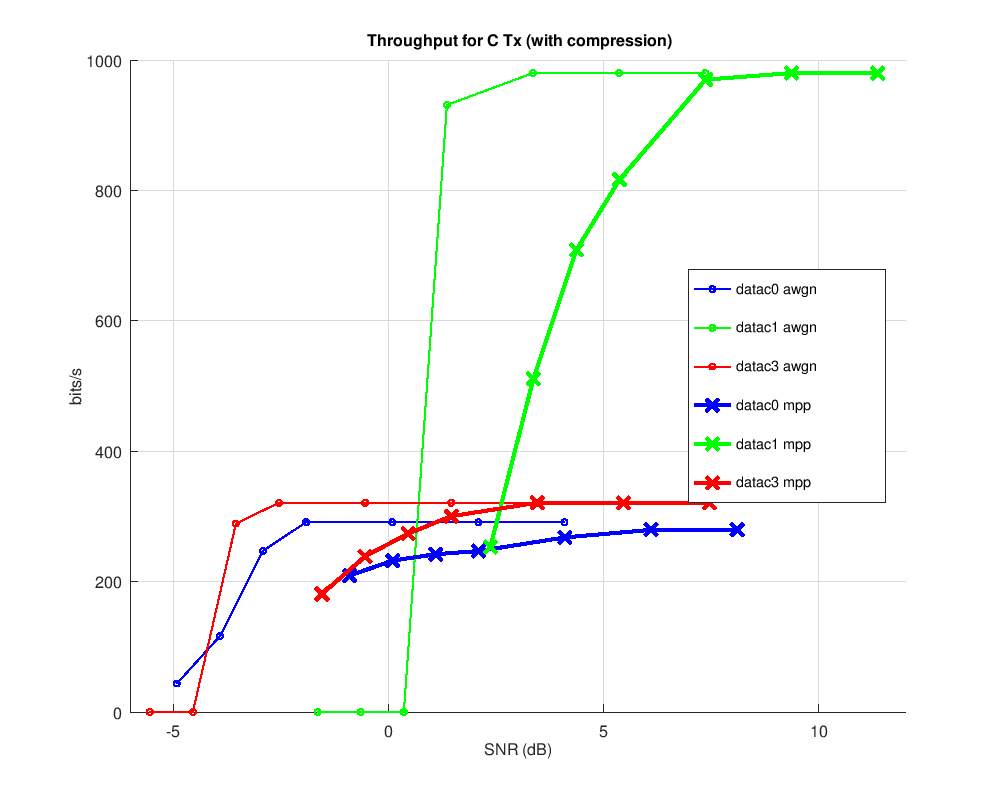 Throughput for C Tx (with compression)
1000
800
600
400
200
0
bits/s
-5
0
5
10
SNR (dB)
datac0 awgn
datac1 awgn
datac3 awgn
datac0 mpp
datac1 mpp
datac3 mpp